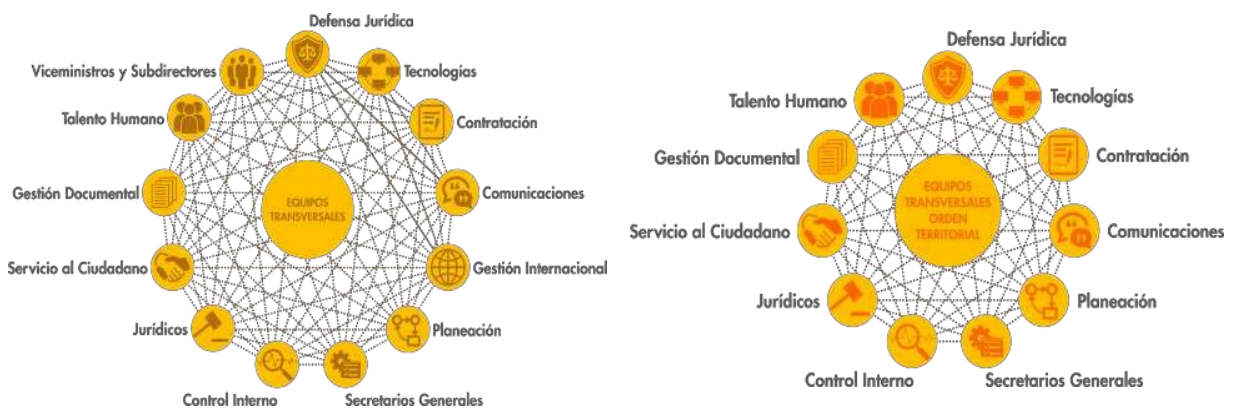 Defensa Jurídica
Viceministros y Subdirectores
Tecnologías
Talento Humano
Contratación
Gestión Documental
EQUIPOS
TRANSVERSALES
Comunicaciones
Servicio al Ciudadano
Gestión Internacional
Jurídicos
Planeación
Control Interno
Secretarios Generales
Defensa Jurídica
Talento Humano
Tecnologías
Gestión Documental
Contratación
EQUIPOS
TRANSVERSALES
ORDEN
TERRITORIAL
Servicio al Ciudadano
Comunicaciones
Jurídicos
Planeación
Control Interno
Secretarios Generales